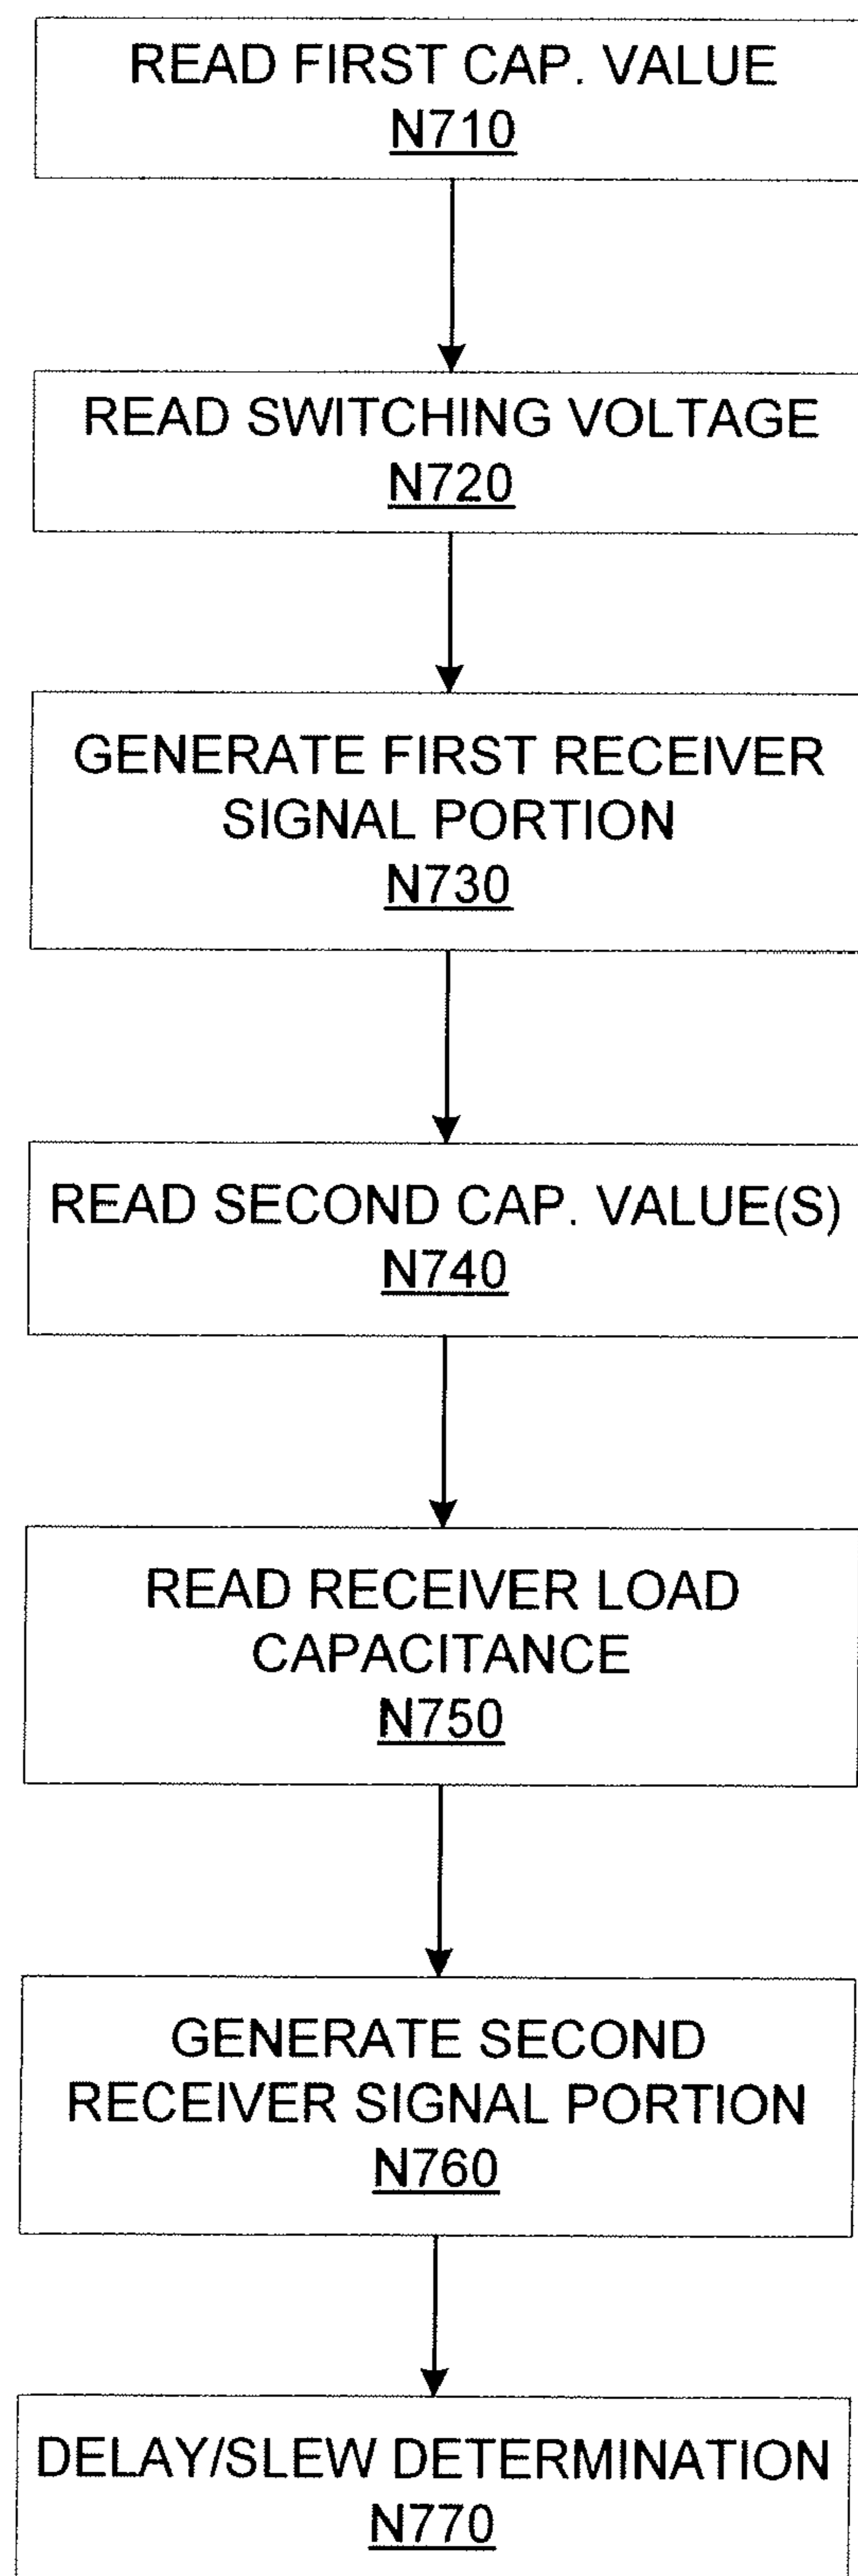 READ FIRST CAP. VALUE
N710
READ SWITCHING VOLTAGE
N720
GENERATE FIRST RECEIVER
SIGNAL PORTION
N730
READ SECOND CAP. VALUE(S)
N740
READ RECEIVER LOAD
CAPACITANCE
N750
GENERATE SECOND
RECEIVER SIGNAL PORTION
N760
DELAY/SLEW DETERMINATION
N770